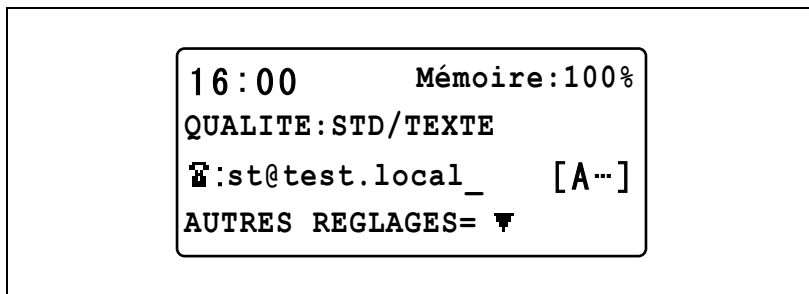 16:00 Mémoire:100%
QUALITE:STD/TEXTE
☎:st@test.local_ [A…]
AUTRES REGLAGES= ▼